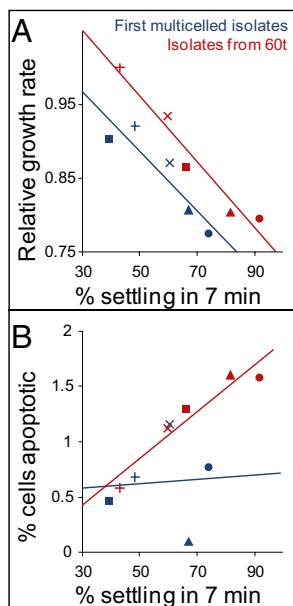 A
First multicelled isolates
Isolates from 60t
Relative growth rate
0.95
0.85
0.75
30 50 70 90
% settling in 7 min
B
% cells apoptotic
2
1.5
1
0.5
0
30 50 70 90
% settling in 7 min